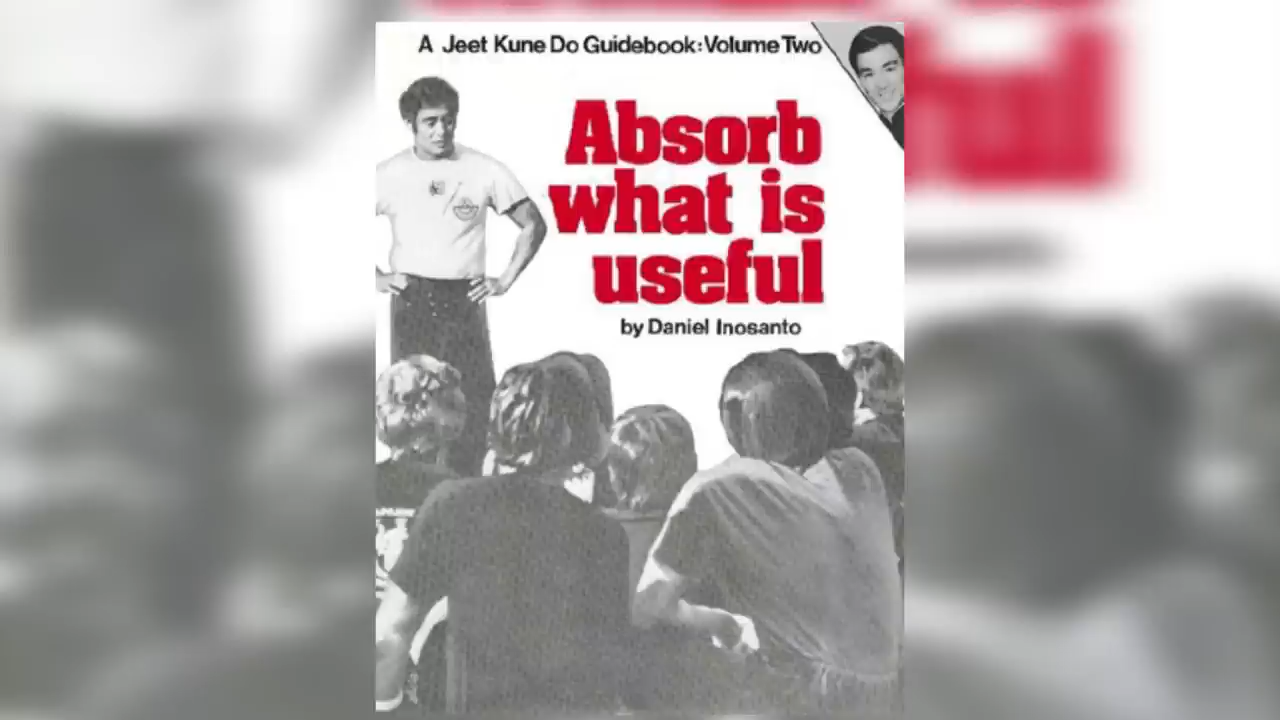 A Jeet Kune Do Guidebook: Volume Two
Absorb
what is
useful
by Daniel Inosanto